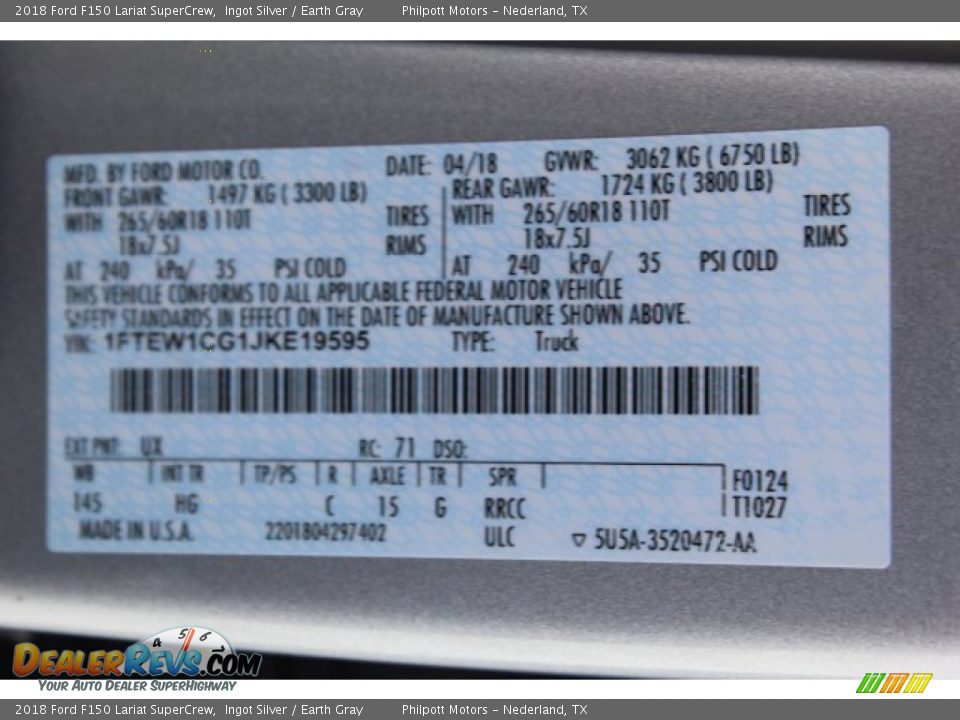 2018 Ford F150 Lariat SuperCrew, Ingot Silver / Earth Gray Philpott Motors - Nederland, TX
MFD. BY FORD MOTOR CO. DATE: 04/18 GVWR: 3062 KG ( 6750 LB)
FRONT GAWR: 1497 KG ( 3300 LB) REAR GAWR: 1724 KG ( 3800 LB)
WITH 265/60R18 110T TIRES WITH 265/60R18 110T TIRES
18x7.5J RIMS 18x7.5J RIMS
AT 240 kPa/ 35 PSI COLD AT 240 kPa/ 35 PSI COLD
THIS VEHICLE CONFORMS TO ALL APPLICABLE FEDERAL MOTOR VEHICLE
SAFETY STANDARDS IN EFFECT ON THE DATE OF MANUFACTURE SHOWN ABOVE.
VIN: 1FTEW1CG1JKE19595 TYPE: Truck
EXT PNT: UX RC: 71 DSO:
WB INT TR TP/PS R AXLE TR SPR F0124
145 HG C 15 G RRCC T1027
MADE IN U.S.A. 2201804297402 ULC ▽ 5U5A-3520472-AA
4 5 6
DEALERREVS.COM
YOUR AUTO DEALER SUPERHIGHWAY
2018 Ford F150 Lariat SuperCrew, Ingot Silver / Earth Gray Philpott Motors - Nederland, TX